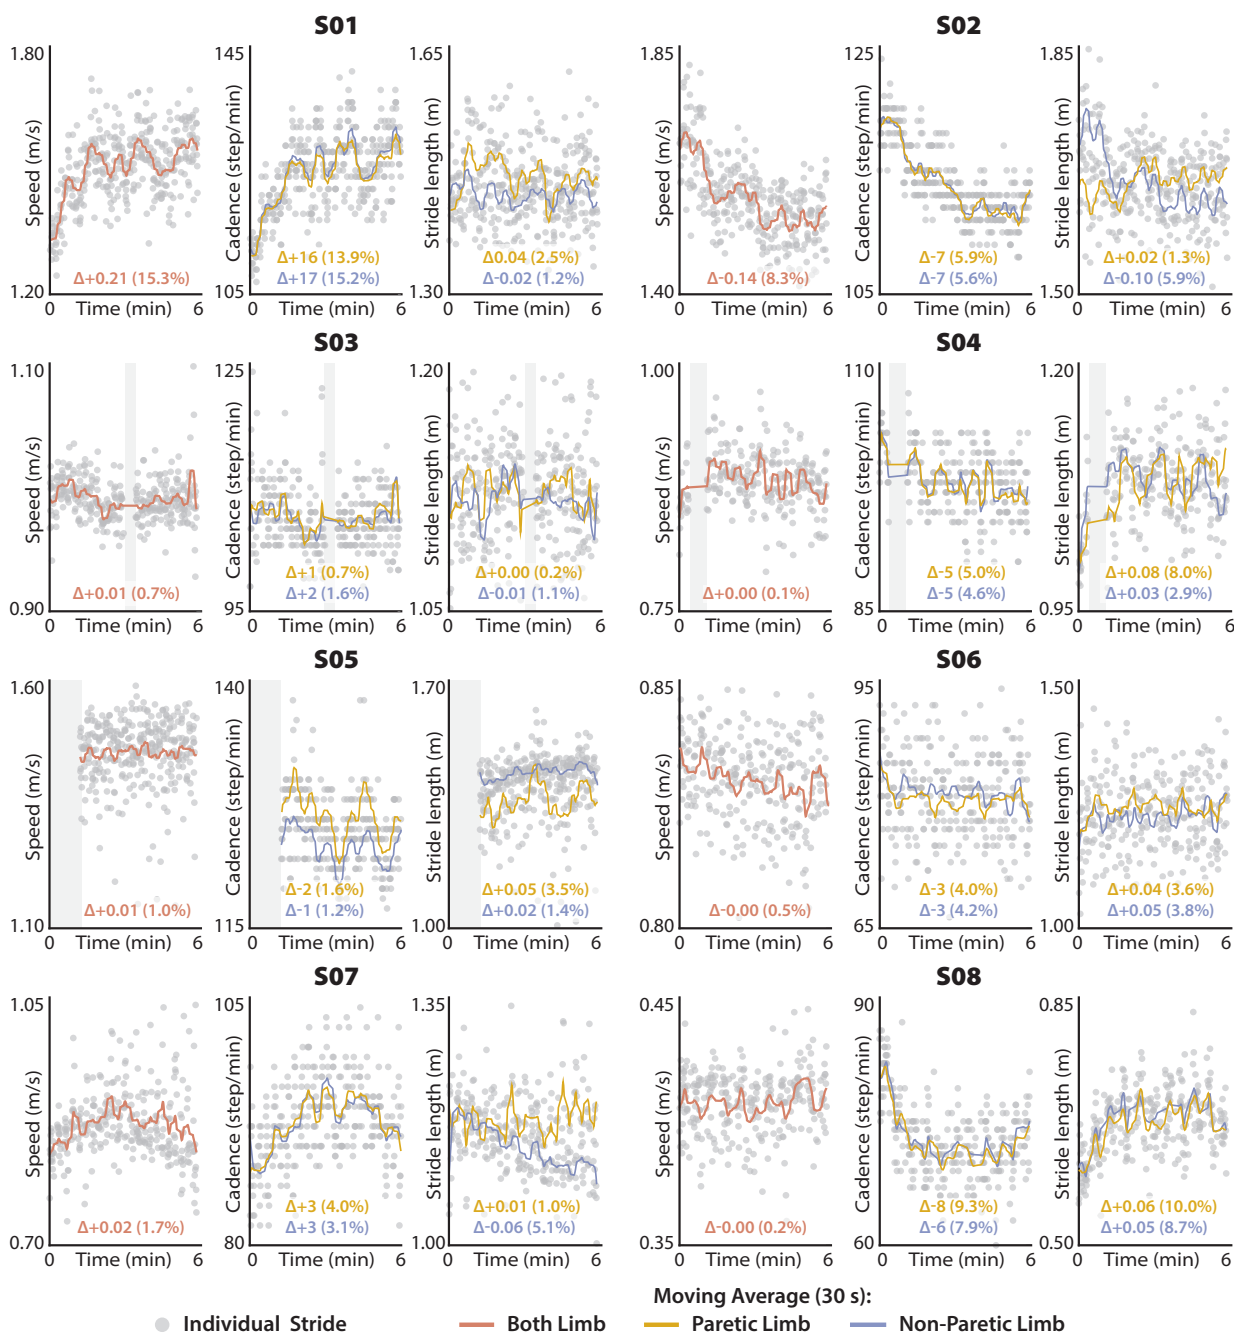 S01
S02
1.80
Speed (m/s)
1.20
0
Time (min)
6
Δ+0.21 (15.3%)
145
Cadence (step/min)
105
0
Time (min)
6
Δ+16 (13.9%)
Δ+17 (15.2%)
1.65
Stride length (m)
1.30
0
Time (min)
6
Δ0.04 (2.5%)
Δ-0.02 (1.2%)
1.85
Speed (m/s)
1.40
0
Time (min)
6
Δ-0.14 (8.3%)
125
Cadence (step/min)
105
0
Time (min)
6
Δ-7 (5.9%)
Δ-7 (5.6%)
1.85
Stride length (m)
1.50
0
Time (min)
6
Δ+0.02 (1.3%)
Δ-0.10 (5.9%)
S03
S04
1.10
Speed (m/s)
0.90
0
Time (min)
6
Δ+0.01 (0.7%)
125
Cadence (step/min)
95
0
Time (min)
6
Δ+1 (0.7%)
Δ+2 (1.6%)
1.20
Stride length (m)
1.05
0
Time (min)
6
Δ+0.00 (0.2%)
Δ-0.01 (1.1%)
1.00
Speed (m/s)
0.75
0
Time (min)
6
Δ+0.00 (0.1%)
110
Cadence (step/min)
85
0
Time (min)
6
Δ-5 (5.0%)
Δ-5 (4.6%)
1.20
Stride length (m)
0.95
0
Time (min)
6
Δ+0.08 (8.0%)
Δ+0.03 (2.9%)
S05
S06
1.60
Speed (m/s)
1.10
0
Time (min)
6
Δ+0.01 (1.0%)
140
Cadence (step/min)
115
0
Time (min)
6
Δ-2 (1.6%)
Δ-1 (1.2%)
1.70
Stride length (m)
1.00
0
Time (min)
6
Δ+0.05 (3.5%)
Δ+0.02 (1.4%)
0.85
Speed (m/s)
0.80
0
Time (min)
6
Δ-0.00 (0.5%)
95
Cadence (step/min)
65
0
Time (min)
6
Δ-3 (4.0%)
Δ-3 (4.2%)
1.50
Stride length (m)
1.00
0
Time (min)
6
Δ+0.04 (3.6%)
Δ+0.05 (3.8%)
S07
S08
1.05
Speed (m/s)
0.70
0
Time (min)
6
Δ+0.02 (1.7%)
105
Cadence (step/min)
80
0
Time (min)
6
Δ+3 (4.0%)
Δ+3 (3.1%)
1.35
Stride length (m)
1.00
0
Time (min)
6
Δ+0.01 (1.0%)
Δ-0.06 (5.1%)
0.45
Speed (m/s)
0.35
0
Time (min)
6
Δ-0.00 (0.2%)
90
Cadence (step/min)
60
0
Time (min)
6
Δ-8 (9.3%)
Δ-6 (7.9%)
0.85
Stride length (m)
0.50
0
Time (min)
6
Δ+0.06 (10.0%)
Δ+0.05 (8.7%)
Moving Average (30 s):
Individual Stride
Both Limb
Paretic Limb
Non-Paretic Limb